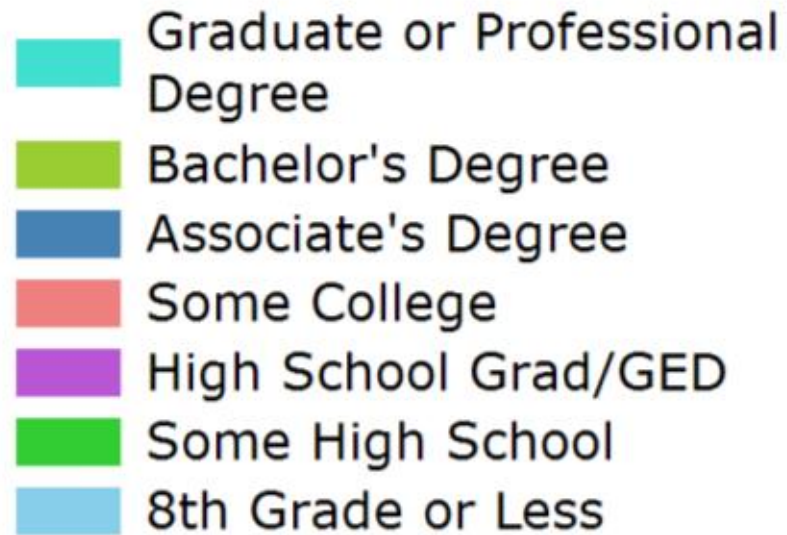 Graduate or Professional
Degree
Bachelor's Degree
Associate's Degree
Some College
High School Grad/GED
Some High School
8th Grade or Less